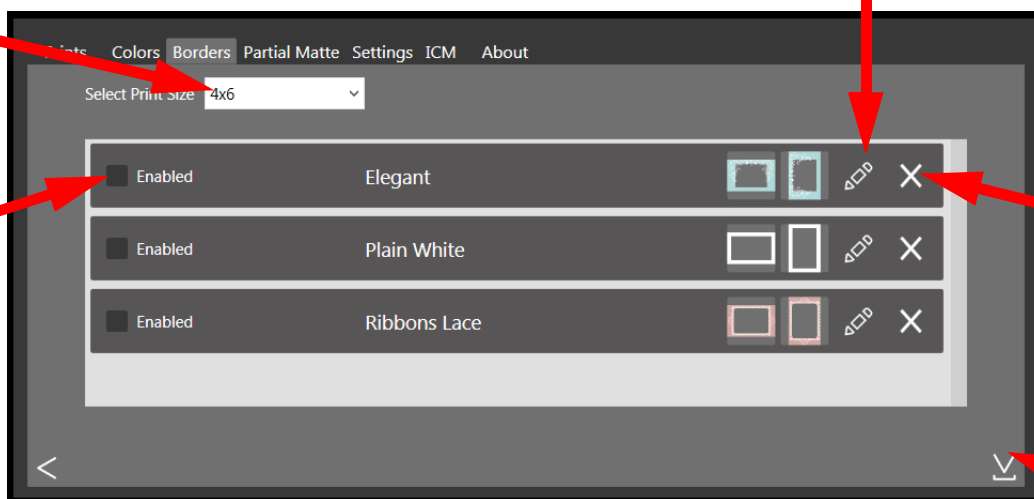 Colors Borders Partial Matte Settings ICM About
Select Print Size 4x6
Enabled Elegant
Enabled Plain White
Enabled Ribbons Lace